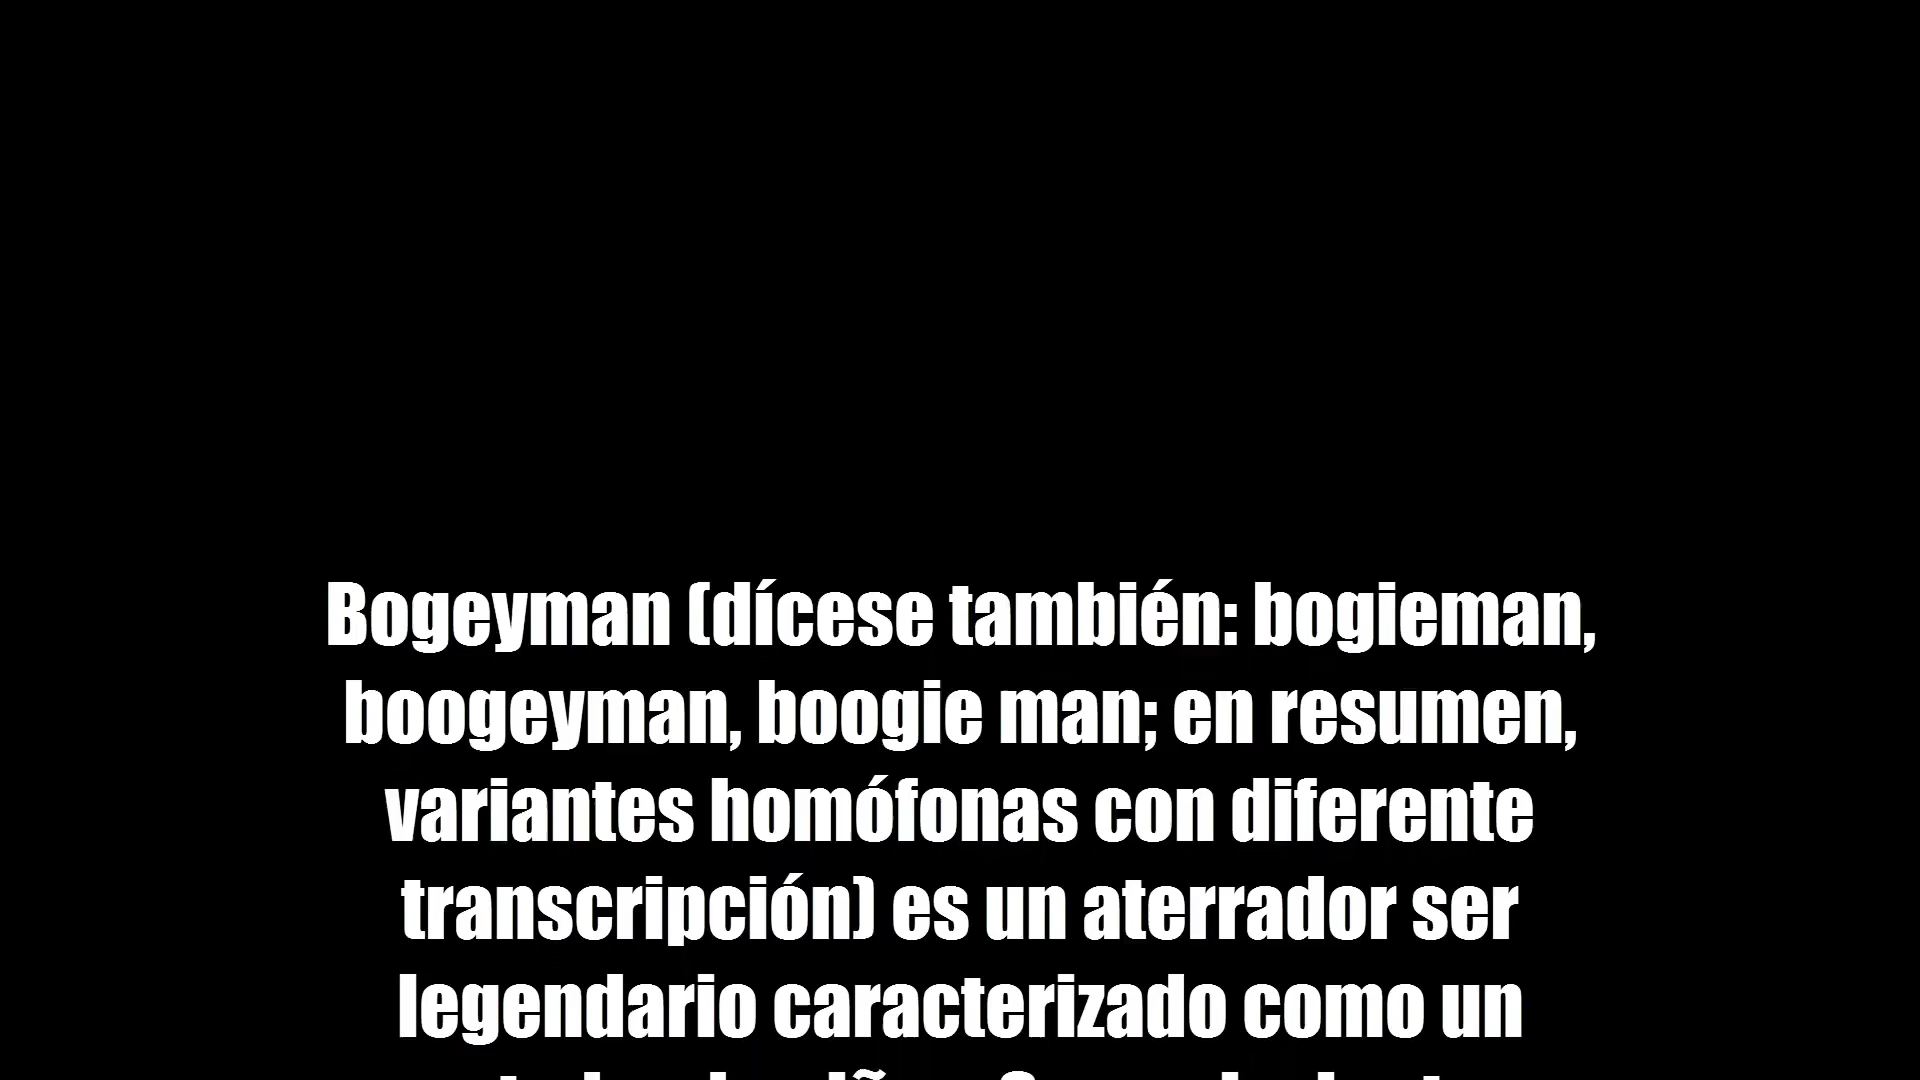 Bogeyman (dícese también: bogieman,
boogeyman, boogie man; en resumen,
variantes homófonas con diferente
transcripción) es un aterrador ser
legendario caracterizado como un